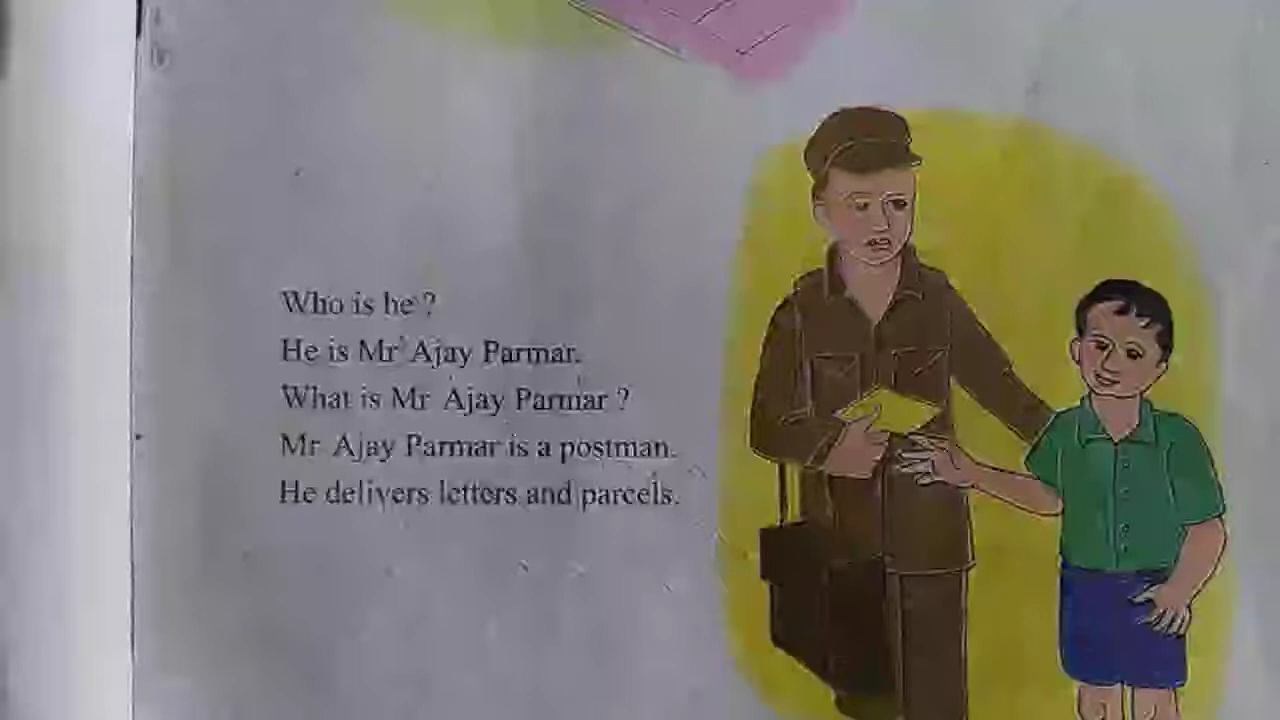 Who is he ?
He is Mr Ajay Parmar.
What is Mr Ajay Parmar ?
Mr Ajay Parmar is a postman.
He delivers letters and parcels.